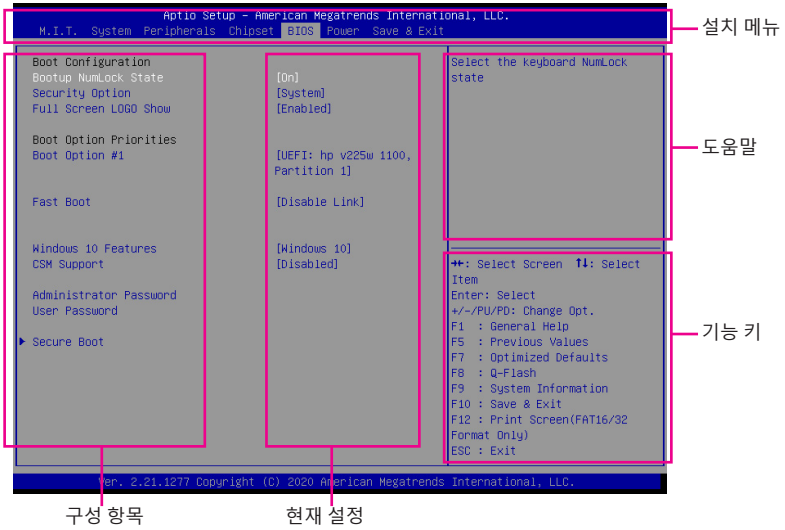 Aptio Setup – American Megatrends International, LLC.
M.I.T. System Peripherals Chipset BIOS Power Save & Exit
설치 메뉴
Boot Configuration
Bootup NumLock State [On]
Security Option [System]
Full Screen LOGO Show [Enabled]
Boot Option Priorities
Boot Option #1 [UEFI: hp v225w 1100,
Partition 1]
Fast Boot [Disable Link]
Windows 10 Features [Windows 10]
CSM Support [Disabled]
Administrator Password
User Password
Secure Boot
Select the keyboard NumLock
state
도움말
→←: Select Screen ↑↓: Select
Item
Enter: Select
+/-/PU/PD: Change Opt.
F1 : General Help
F5 : Previous Values
F7 : Optimized Defaults
F8 : Q-Flash
F9 : System Information
F10 : Save & Exit
F12 : Print Screen(FAT16/32
Format Only)
ESC : Exit
기능 키
Ver. 2.21.1277 Copyright (C) 2020 American Megatrends International, LLC.
구성 항목
현재 설정